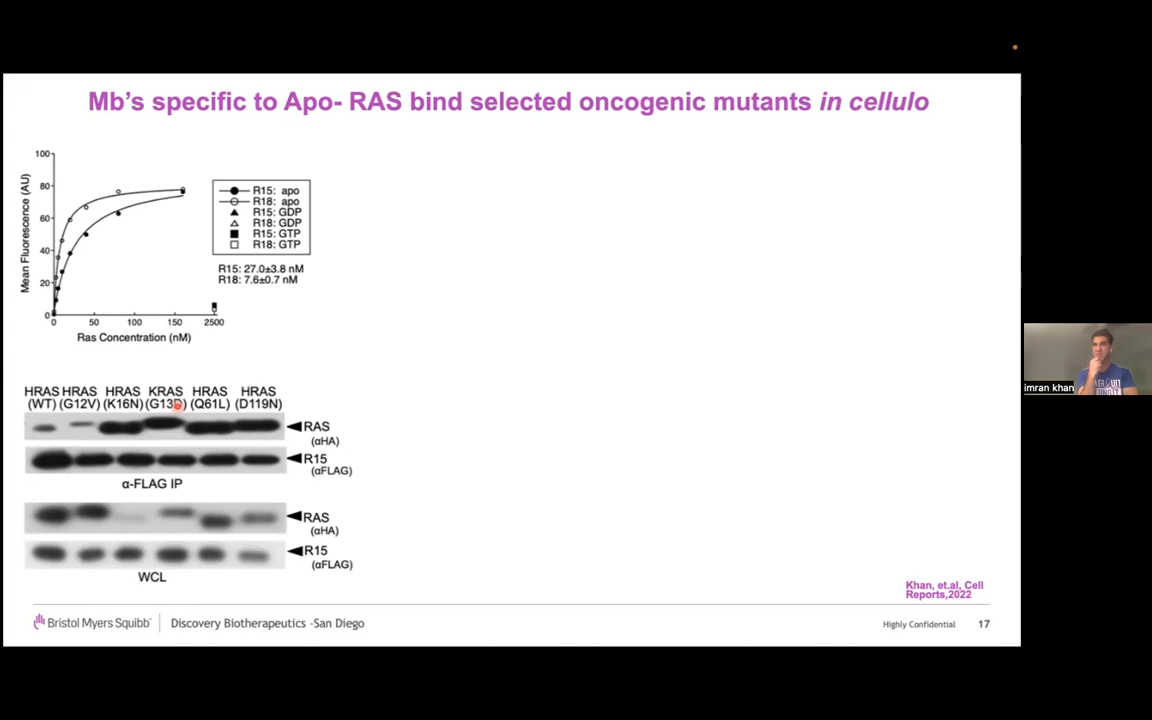 Mb's specific to Apo- RAS bind selected oncogenic mutants in cellulo
100
80
60
40
20
0
Mean Fluorescence (AU)
0 50 100 150 2500
Ras Concentration (nM)
R15: apo
R18: apo
R15: GDP
R18: GDP
R15: GTP
R18: GTP
R15: 27.0±3.8 nM
R18: 7.6±0.7 nM
HRAS HRAS HRAS KRAS HRAS HRAS
(WT) (G12V) (K16N) (G13D) (Q61L) (D119N)
RAS
(αHA)
R15
(αFLAG)
α-FLAG IP
RAS
(αHA)
R15
(αFLAG)
WCL
Khan, et.al, Cell
Reports,2022
Bristol Myers Squibb™ Discovery Biotherapeutics -San Diego
Highly Confidential 17
imran khan